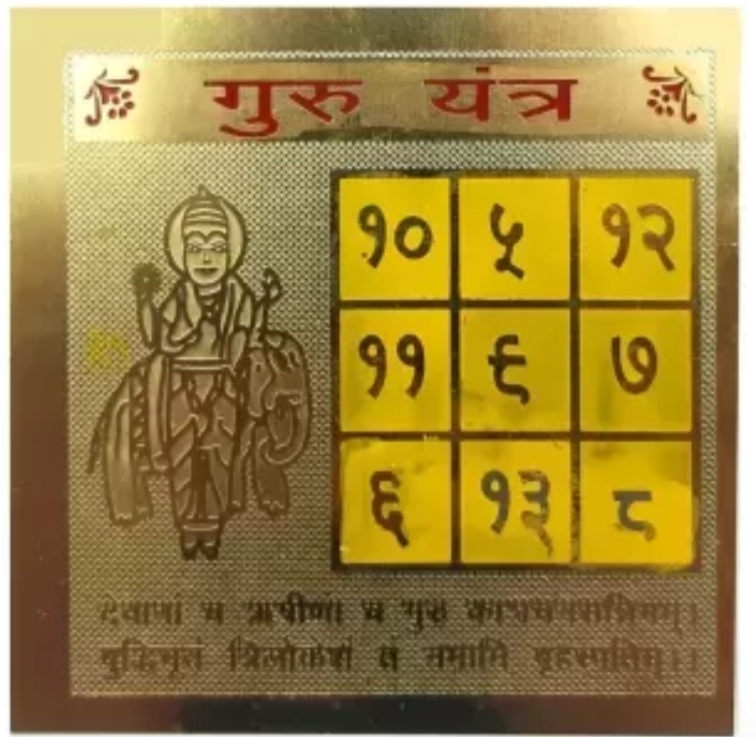 गुरु यंत्र
१० ५ १२
११ ९ ७
६ १३ ८
देवानां च ऋषीणां च गुरु
बुद्धिभूतं त्रिलोकेशं तं नमामि बृहस्पतिम्।।